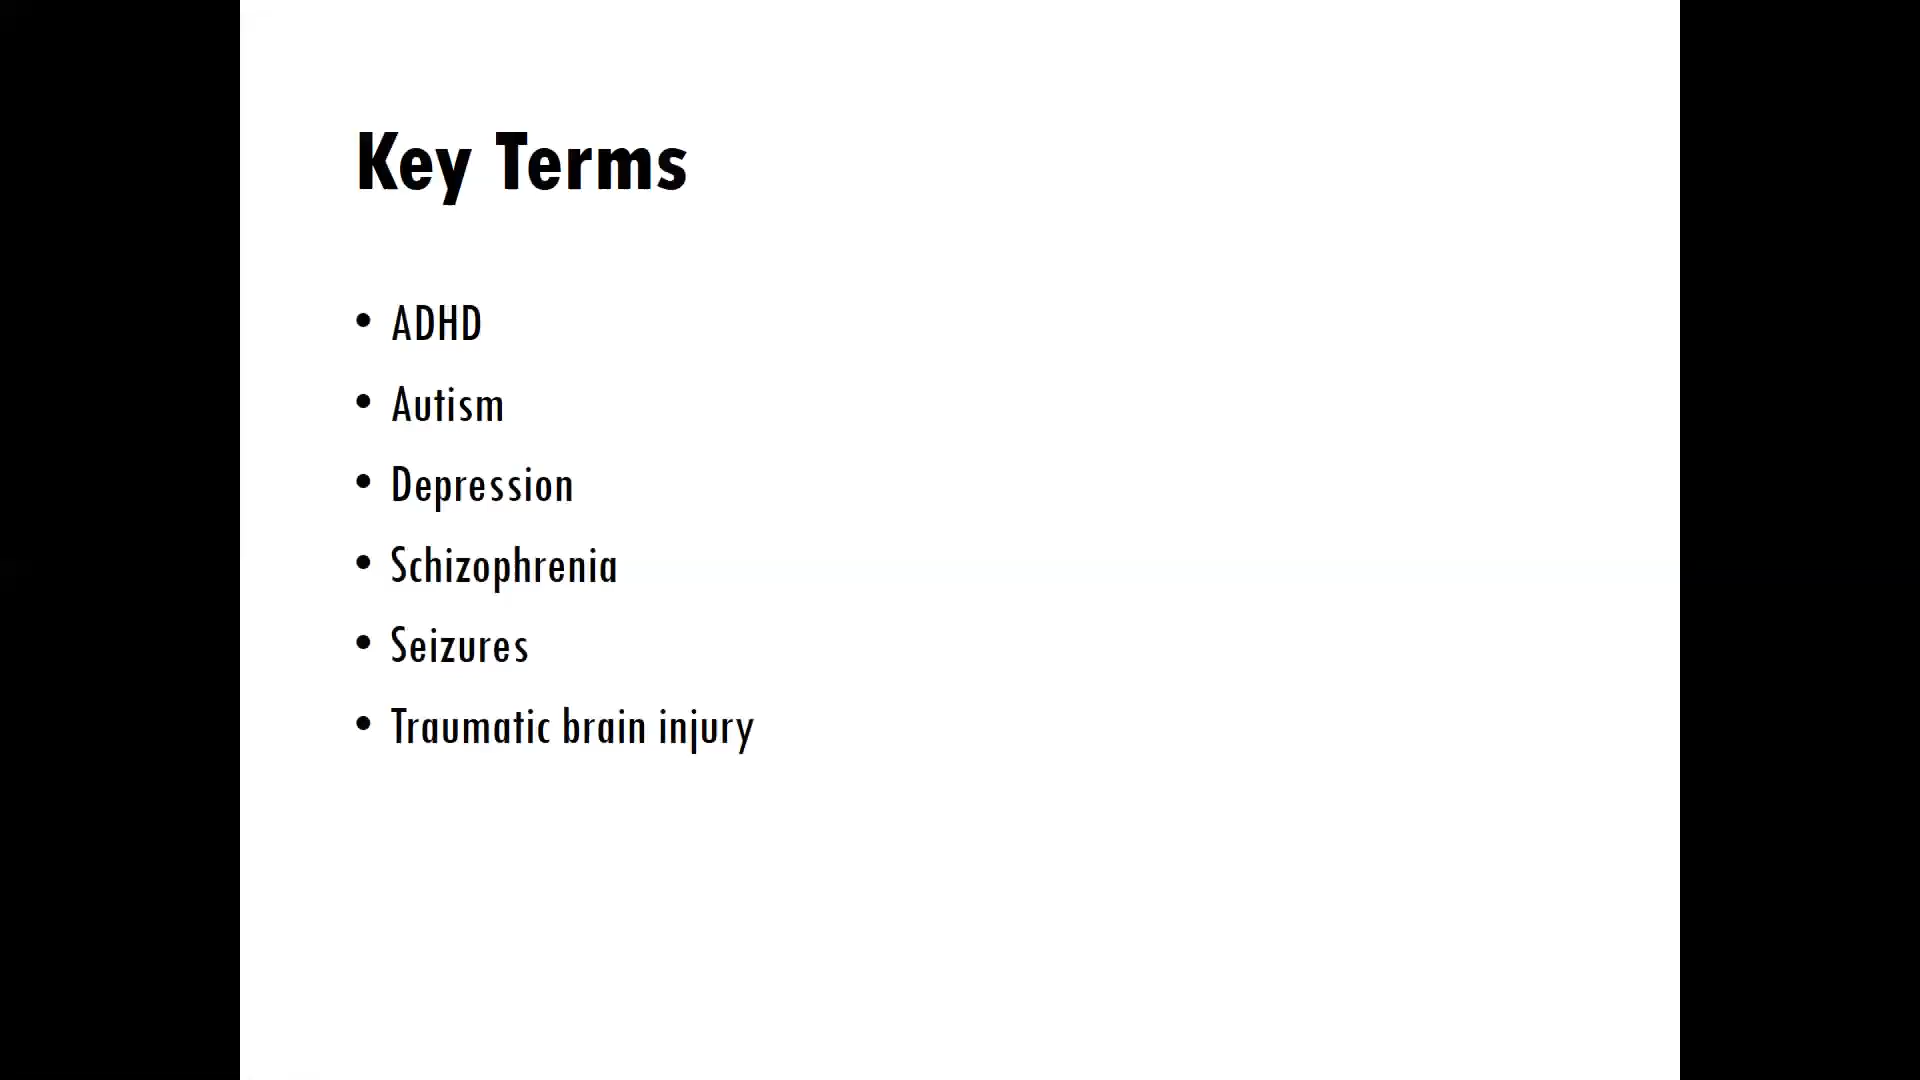 Key Terms
• ADHD
• Autism
• Depression
• Schizophrenia
• Seizures
• Traumatic brain injury